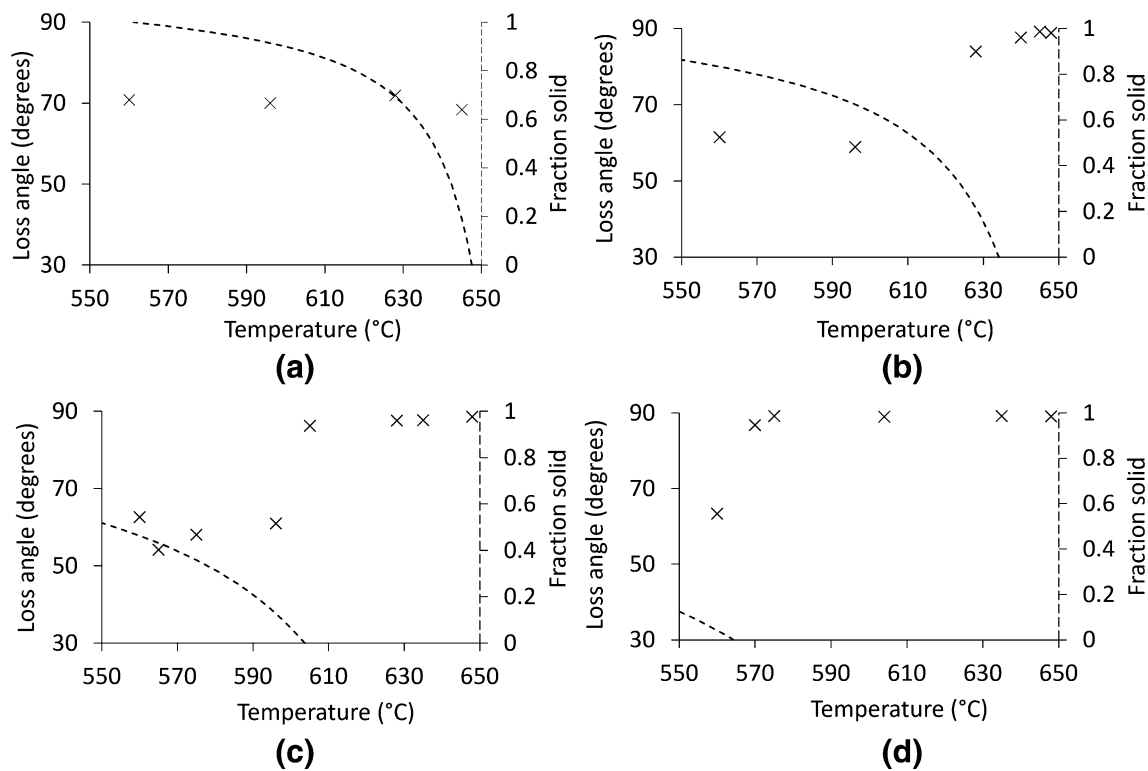 90 1 90 1
Loss angle (degrees) 70 50 30
0.8 0.6 0.4 0.2 0 Fraction solid
Loss angle (degrees) 70 50 30
0.8 0.6 0.4 0.2 0 Fraction solid
550 570 590 610 630 650
550 570 590 610 630 650
Temperature (°C)
Temperature (°C)
(a)
(b)
90 1 90 1
Loss angle (degrees) 70 50 30
0.8 0.6 0.4 0.2 0 Fraction solid
Loss angle (degrees) 70 50 30
0.8 0.6 0.4 0.2 0 Fraction solid
550 570 590 610 630 650
550 570 590 610 630 650
Temperature (°C)
Temperature (°C)
(c)
(d)